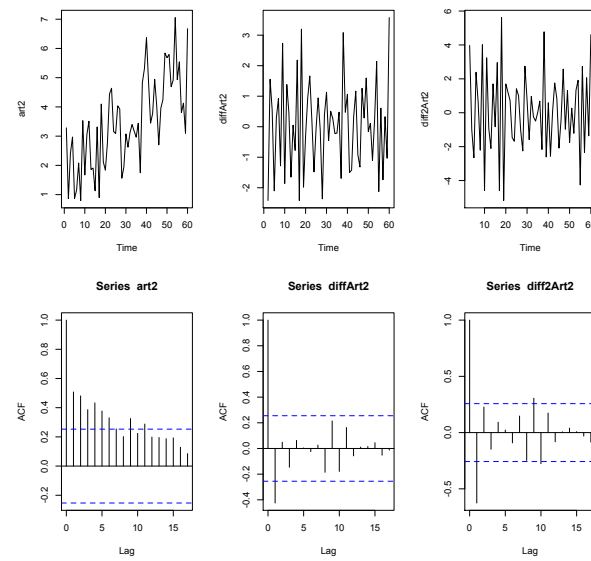 art2
7
6
5
4
3
2
1
0 10 20 30 40 50 60
Time
diffArt2
3
2
1
0
-1
-2
0 10 20 30 40 50 60
Time
diff2Art2
6
4
2
0
-2
-4
10 20 30 40 50 60
Time
Series art2
ACF
1.0
0.8
0.6
0.4
0.2
0.0
-0.2
0 5 10 15
Lag
Series diffArt2
ACF
1.0
0.8
0.6
0.4
0.2
0.0
-0.2
-0.4
0 5 10 15
Lag
Series diff2Art2
ACF
1.0
0.5
0.0
-0.5
0 5 10 15
Lag